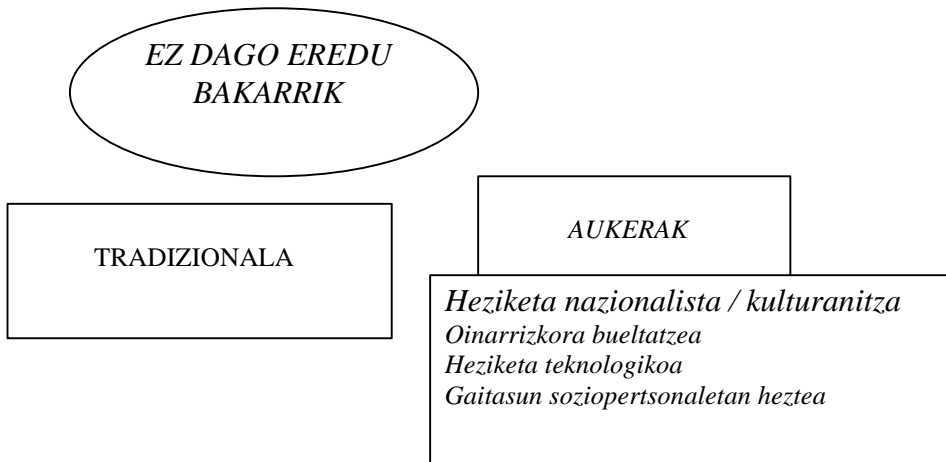 EZ DAGO EREDU
BAKARRIK
TRADIZIONALA
AUKERAK
Heziketa nazionalista / kulturanitza
Oinarrizkora bueltatzea
Heziketa teknologikoa
Gaitasun soziopertsonaletan heztea